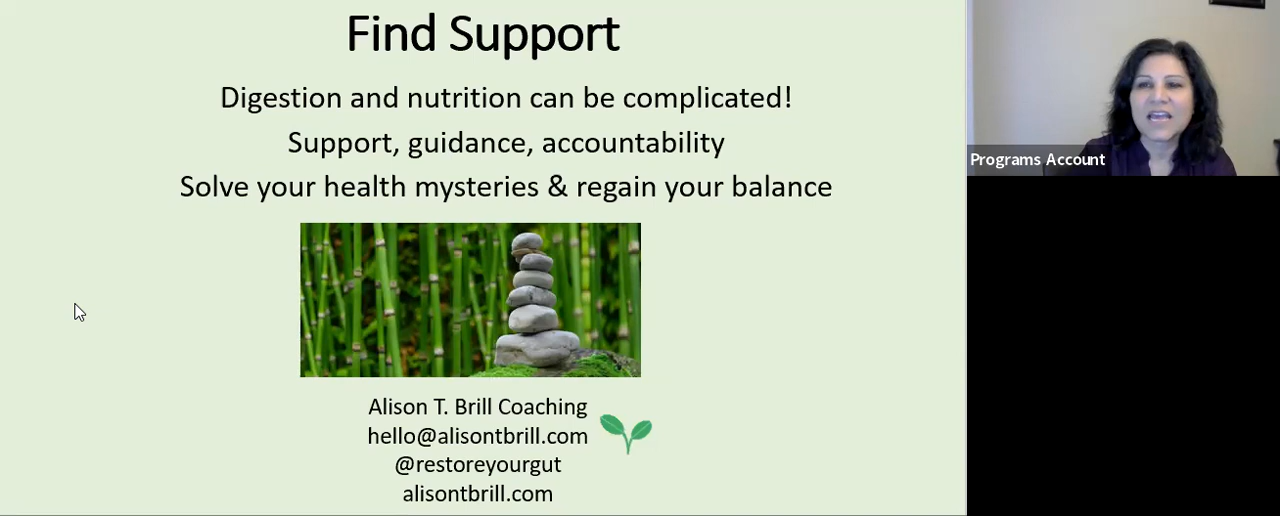 Find Support
Digestion and nutrition can be complicated!
Support, guidance, accountability
Solve your health mysteries & regain your balance
Alison T. Brill Coaching
hello@alisontbrill.com
@restoreyourgut
alisontbrill.com
Programs Account